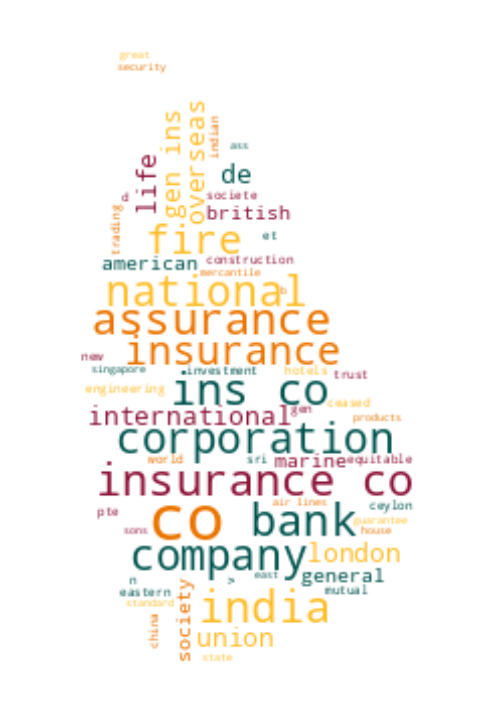 great
security
gen ins
overseas
indian
life
ass
de
d
societe
british
trading
fire
et
american
construction
mercantile
national
b
assurance
insurance
new
singapore
investment
hotels
trust
engineering
ins co
ceased
international
gen
products
corporation
world
sri
marine
equitable
insurance co
air lines
ceylon
pte
co
bank
guarantee
sons
house
company
london
n
east
general
eastern
mutual
standard
india
china
society
union
state